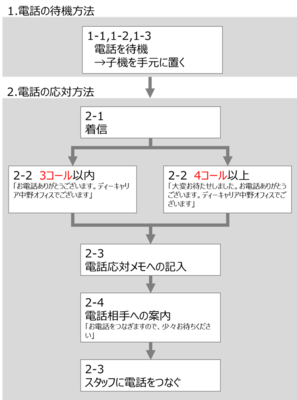 1.電話の待機方法
1-1,1-2,1-3
電話を待機
→子機を手元に置く
2.電話の応対方法
2-1
着信
2-2 3コール以内
「お電話ありがとうございます。ディーキャリ
ア中野オフィスでございます」
2-2 4コール以上
「大変お待たせしました。お電話ありがとう
ございます。ディーキャリア中野オフィスでご
ざいます」
2-3
電話応対メモへの記入
2-4
電話相手への案内
「お電話をつなぎますので、少々お待ちくださ
い」
2-3
スタッフに電話をつなぐ